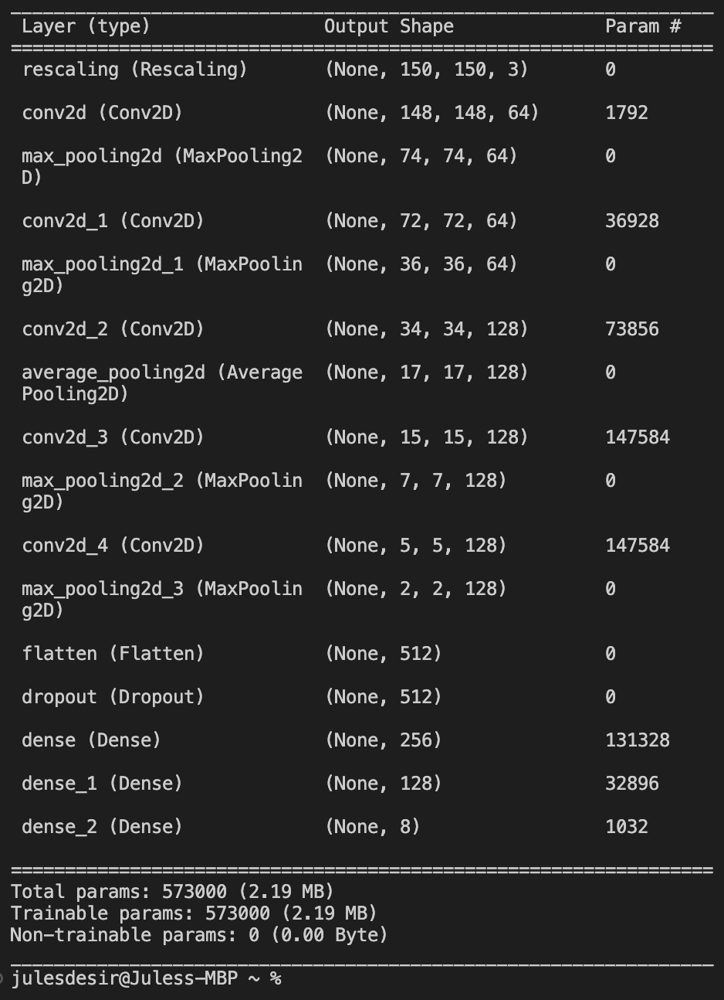 Layer (type) Output Shape Param #
=================================================================
rescaling (Rescaling) (None, 150, 150, 3) 0
conv2d (Conv2D) (None, 148, 148, 64) 1792
max_pooling2d (MaxPooling2 (None, 74, 74, 64) 0
D)
conv2d_1 (Conv2D) (None, 72, 72, 64) 36928
max_pooling2d_1 (MaxPoolin (None, 36, 36, 64) 0
g2D)
conv2d_2 (Conv2D) (None, 34, 34, 128) 73856
average_pooling2d (Average (None, 17, 17, 128) 0
Pooling2D)
conv2d_3 (Conv2D) (None, 15, 15, 128) 147584
max_pooling2d_2 (MaxPoolin (None, 7, 7, 128) 0
g2D)
conv2d_4 (Conv2D) (None, 5, 5, 128) 147584
max_pooling2d_3 (MaxPoolin (None, 2, 2, 128) 0
g2D)
flatten (Flatten) (None, 512) 0
dropout (Dropout) (None, 512) 0
dense (Dense) (None, 256) 131328
dense_1 (Dense) (None, 128) 32896
dense_2 (Dense) (None, 8) 1032
=================================================================
Total params: 573000 (2.19 MB)
Trainable params: 573000 (2.19 MB)
Non-trainable params: 0 (0.00 Byte)
julesdesir@Juless-MBP ~ %